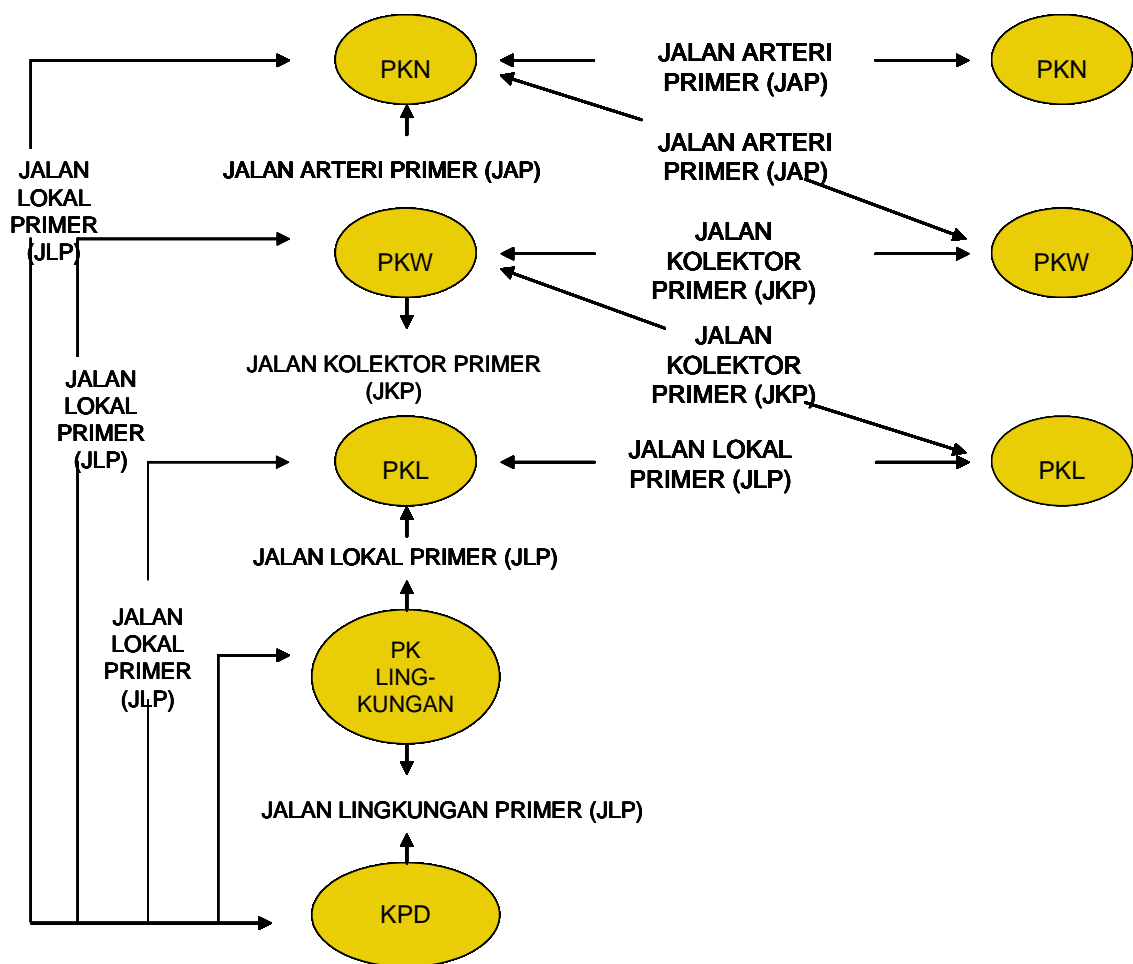 PKN
JALAN ARTERI
PRIMER (JAP)
PKN
JALAN ARTERI
PRIMER (JAP)
JALAN ARTERI PRIMER (JAP)
JALAN
LOKAL
PRIMER
(JLP)
PKW
JALAN
KOLEKTOR
PRIMER (JKP)
PKW
JALAN
KOLEKTOR
PRIMER (JKP)
JALAN KOLEKTOR PRIMER
(JKP)
JALAN
LOKAL
PRIMER
(JLP)
PKL
JALAN LOKAL
PRIMER (JLP)
PKL
JALAN LOKAL PRIMER (JLP)
JALAN
LOKAL
PRIMER
(JLP)
PK
LING-
KUNGAN
JALAN LINGKUNGAN PRIMER (JLP)
KPD